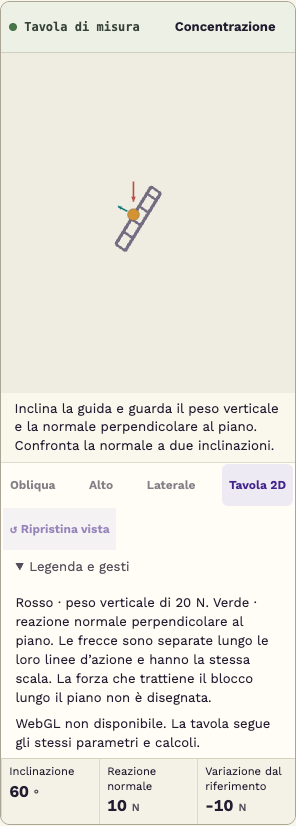 Tavola di misura
Concentrazione
Inclina la guida e guarda il peso verticale
e la normale perpendicolare al piano.
Confronta la normale a due inclinazioni.
Obliqua
Alto
Laterale
Tavola 2D
↺ Ripristina vista
▼ Legenda e gesti
Rosso · peso verticale di 20 N. Verde ·
reazione normale perpendicolare al
piano. Le frecce sono separate lungo le
loro linee d’azione e hanno la stessa
scala. La forza che trattiene il blocco
lungo il piano non è disegnata.
WebGL non disponibile. La tavola segue
gli stessi parametri e calcoli.
Inclinazione
60 °
Reazione
normale
10 N
Variazione dal
riferimento
-10 N